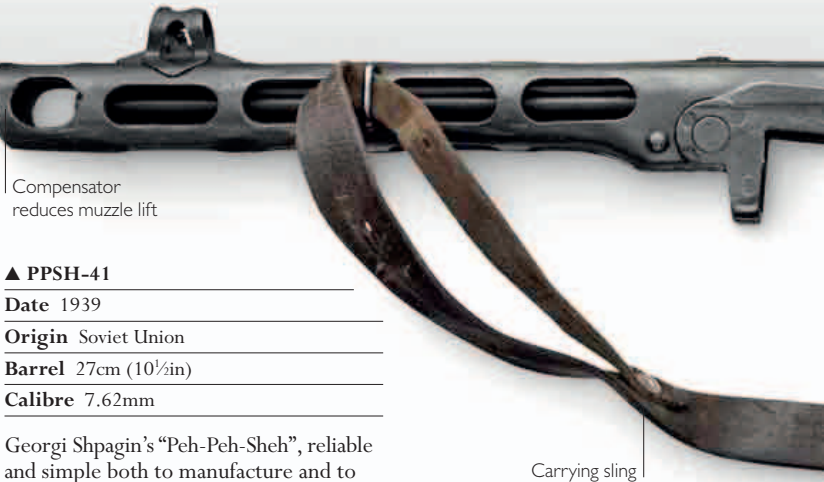 Compensator
reduces muzzle lift
▲ PPSH-41
Date 1939
Origin Soviet Union
Barrel 27cm (10½in)
Calibre 7.62mm
Georgi Shpagin's “Peh-Peh-Sheh”, reliable
and simple both to manufacture and to
Carrying sling